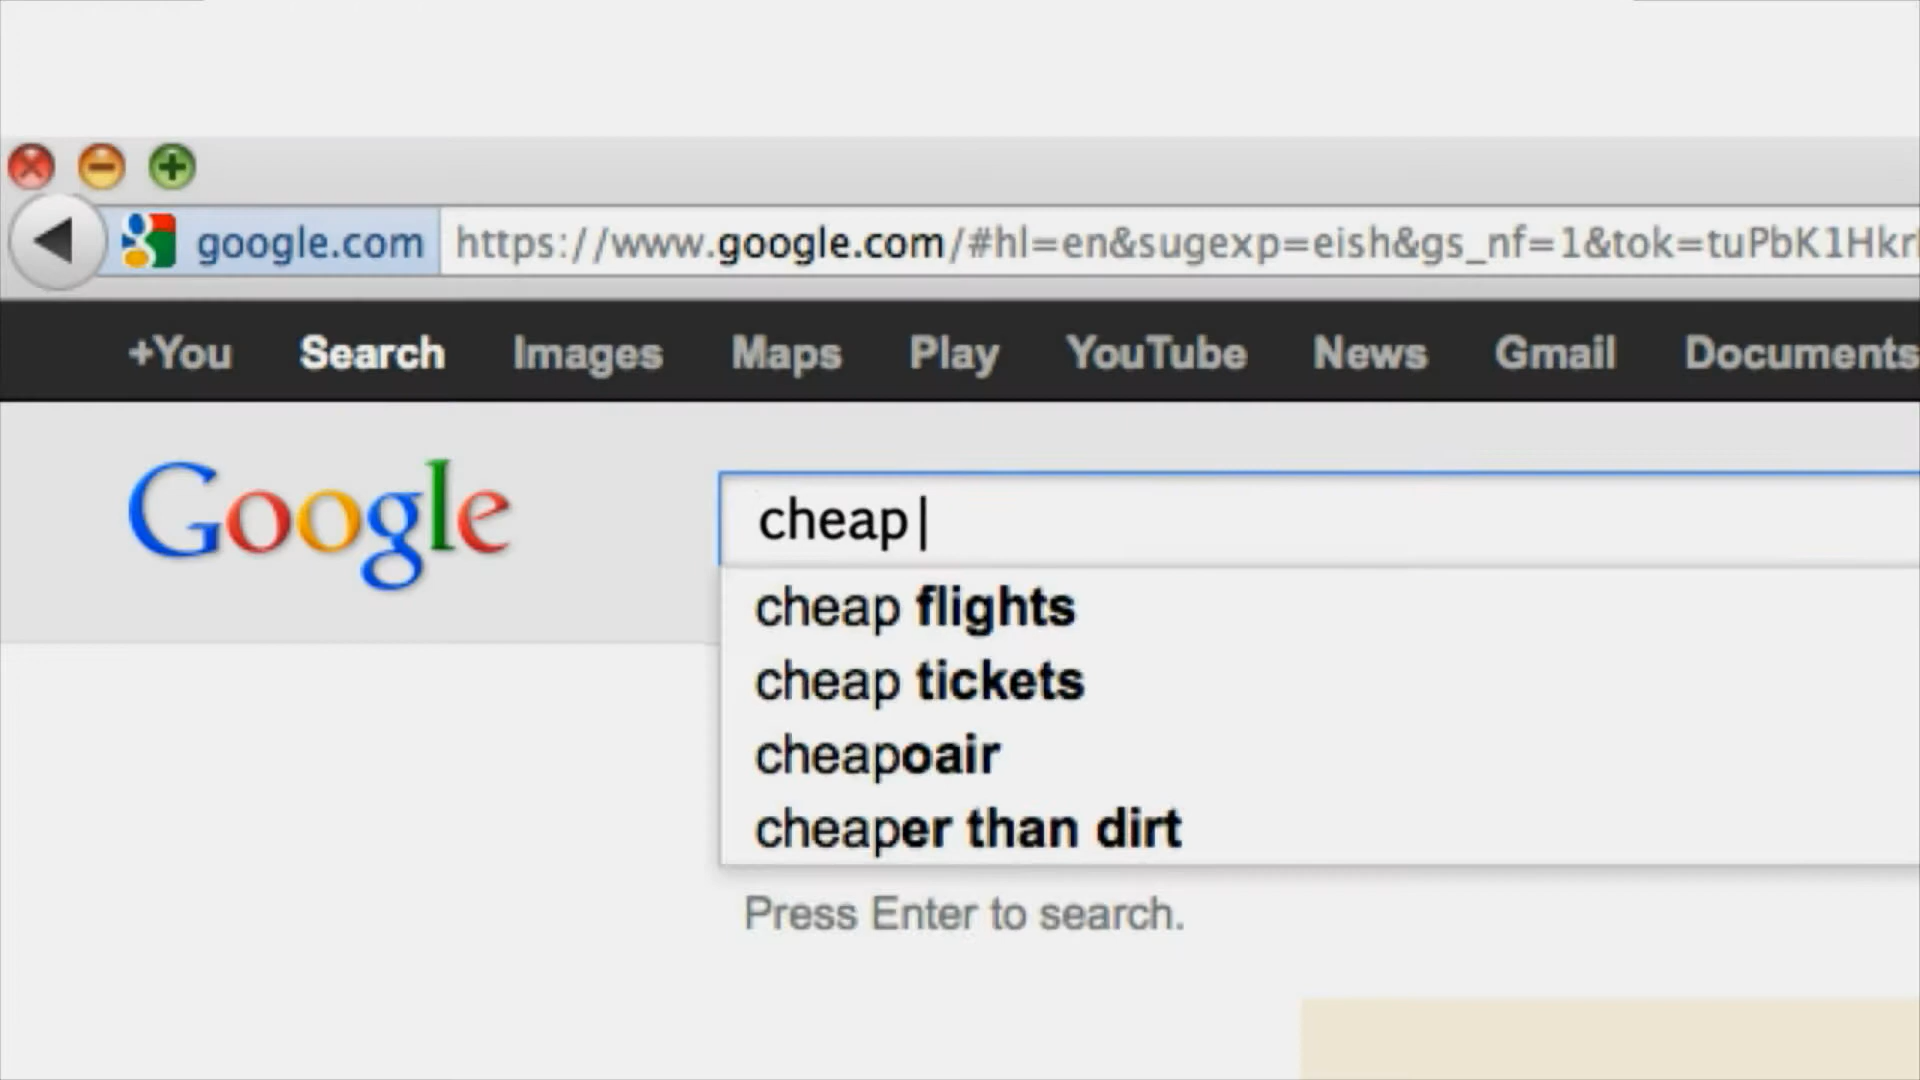 google.com https://www.google.com/#hl=en&sugexp=eish&gs_nf=1&tok=tuPbK1Hkr
+You Search Images Maps Play YouTube News Gmail Documents
Google
cheap
cheap flights
cheap tickets
cheapoair
cheaper than dirt
Press Enter to search.